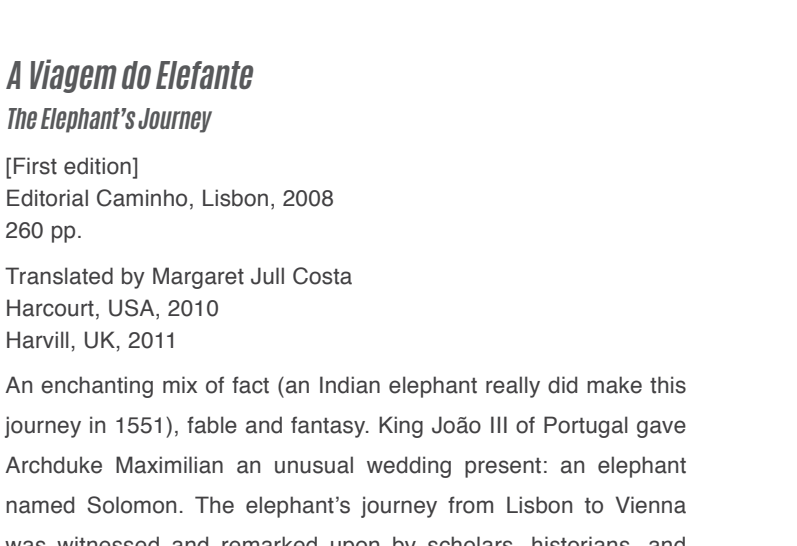 A Viagem do Elefante
The Elephant’s Journey
[First edition]
Editorial Caminho, Lisbon, 2008
260 pp.
Translated by Margaret Jull Costa
Harcourt, USA, 2010
Harvill, UK, 2011
An enchanting mix of fact (an Indian elephant really did make this
journey in 1551), fable and fantasy. King João III of Portugal gave
Archduke Maximilian an unusual wedding present: an elephant
named Solomon. The elephant’s journey from Lisbon to Vienna
was witnessed and remarked upon by scholars, historians, and